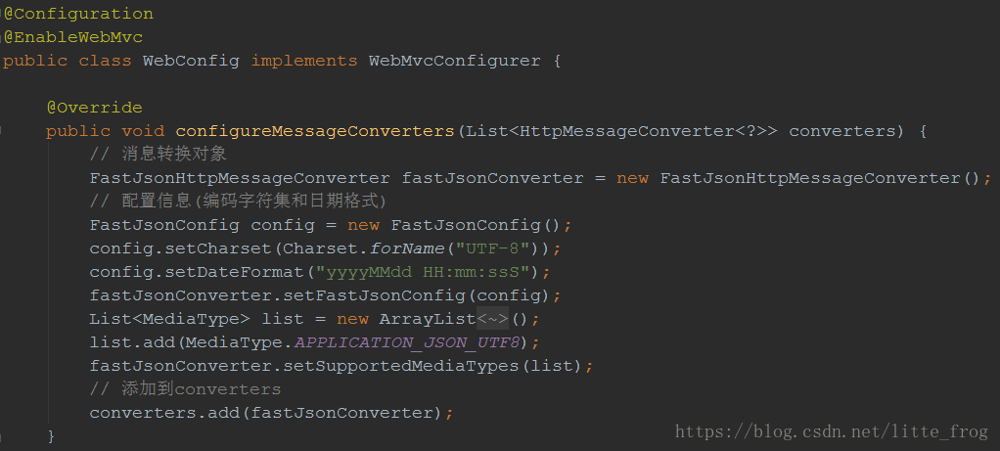 @Configuration
@EnableWebMvc
public class WebConfig implements WebMvcConfigurer {
@Override
public void configureMessageConverters(List<HttpMessageConverter<?>> converters) {
// 消息转换对象
FastJsonHttpMessageConverter fastJsonConverter = new FastJsonHttpMessageConverter();
// 配置信息(编码字符集和日期格式)
FastJsonConfig config = new FastJsonConfig();
config.setCharset(Charset.forName("UTF-8"));
config.setDateFormat("yyyyMMdd HH:mm:ssS");
fastJsonConverter.setFastJsonConfig(config);
List<MediaType> list = new ArrayList<~>();
list.add(MediaType.APPLICATION_JSON_UTF8);
fastJsonConverter.setSupportedMediaTypes(list);
// 添加到converters
converters.add(fastJsonConverter);
}
https://blog.csdn.net/litte_frog